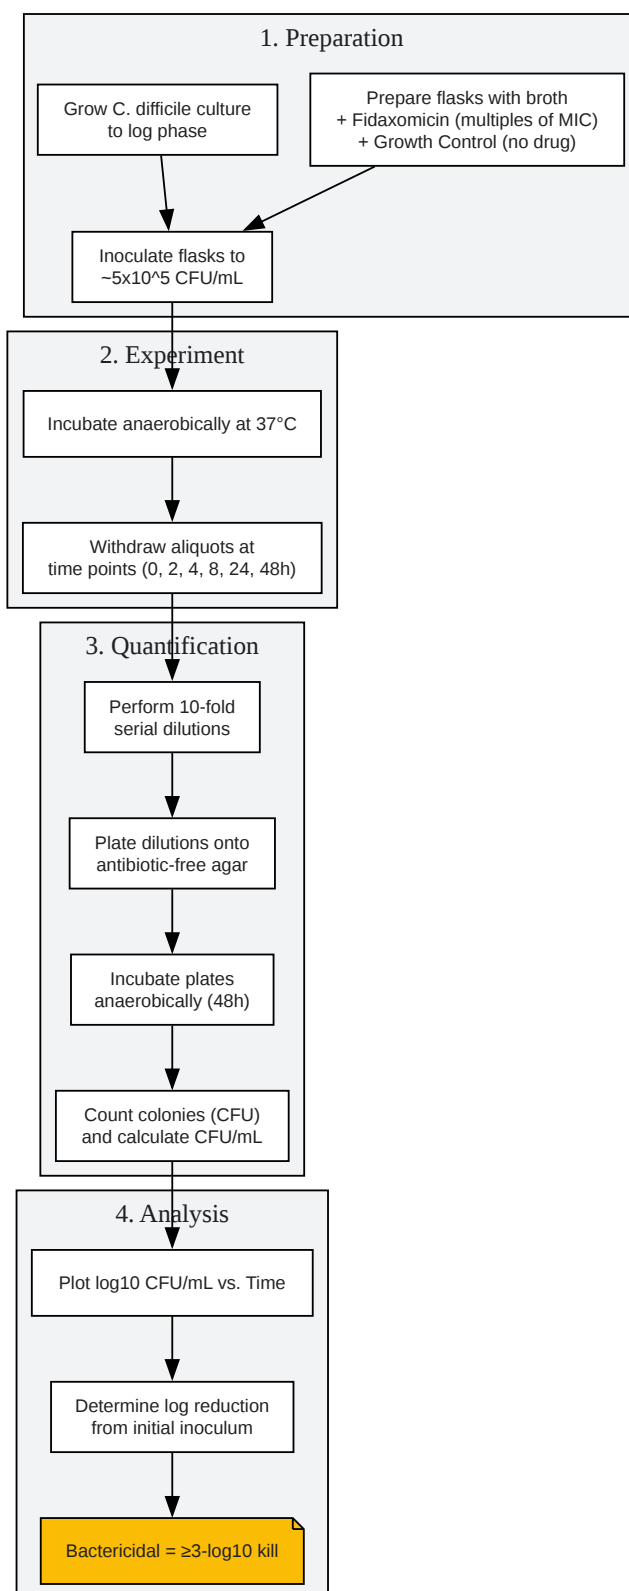 1. Preparation
Grow C. difficile culture
to log phase
Prepare flasks with broth
+ Fidaxomicin (multiples of MIC)
+ Growth Control (no drug)
Inoculate flasks to
~5x10^5 CFU/mL
2. Experiment
Incubate anaerobically at 37°C
Withdraw aliquots at
time points (0, 2, 4, 8, 24, 48h)
3. Quantification
Perform 10-fold
serial dilutions
Plate dilutions onto
antibiotic-free agar
Incubate plates
anaerobically (48h)
Count colonies (CFU)
and calculate CFU/mL
4. Analysis
Plot log10 CFU/mL vs. Time
Determine log reduction
from initial inoculum
Bactericidal = ≥3-log10 kill